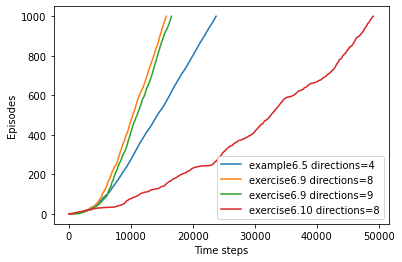 1000
800
600
400
200
0
Episodes
0 10000 20000 30000 40000 50000
Time steps
example6.5 directions=4
exercise6.9 directions=8
exercise6.9 directions=9
exercise6.10 directions=8